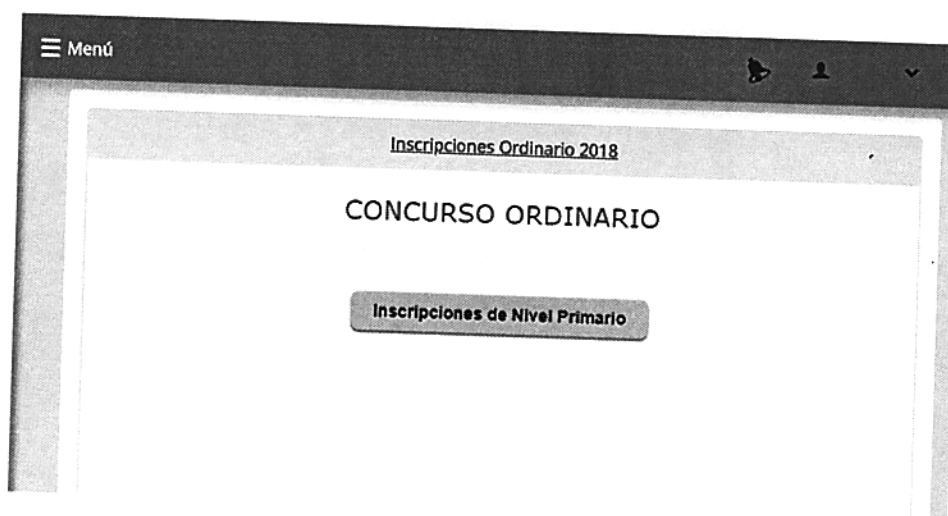 Menú
Inscripciones Ordinario 2018
CONCURSO ORDINARIO
Inscripciones de Nivel Primario